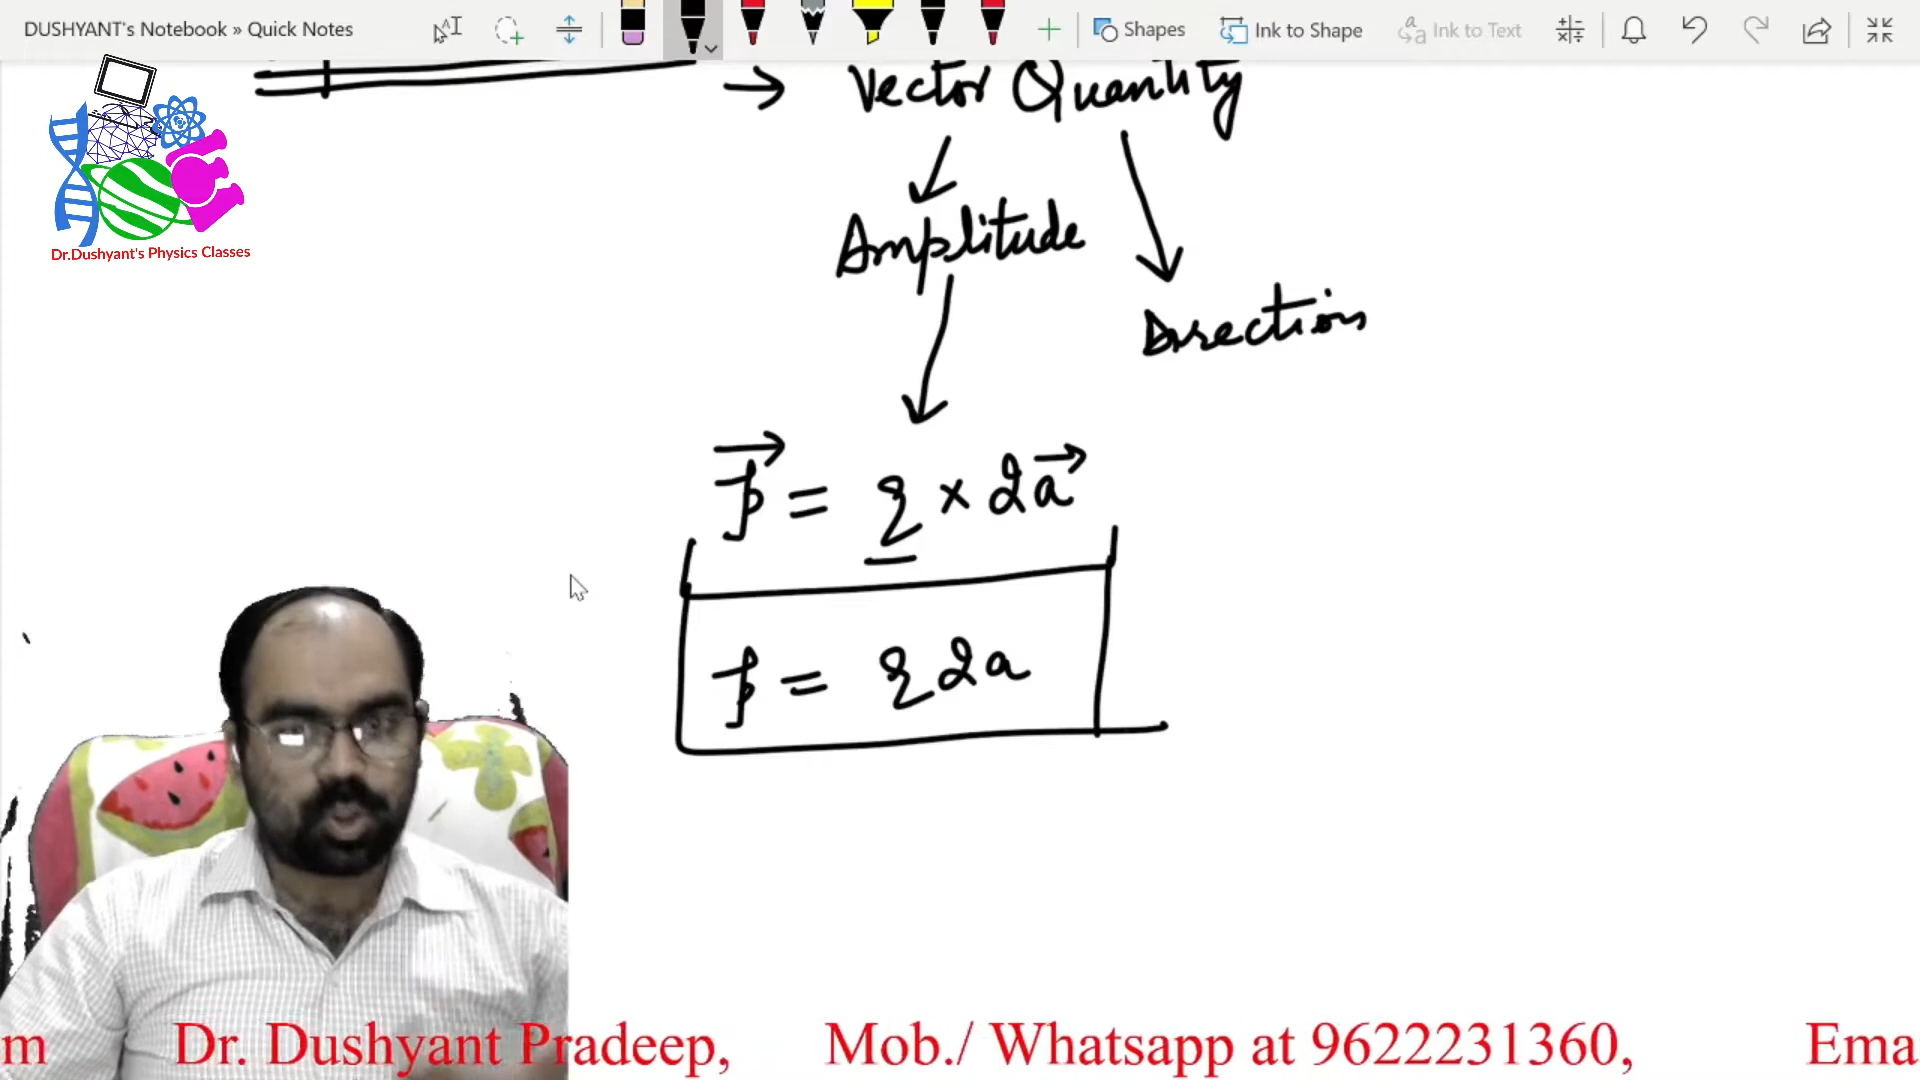 DUSHYANT's Notebook » Quick Notes
Shapes
Ink to Shape
Ink to Text
→ Vector Quantity
Dr.Dushyant's Physics Classes
Amplitude
Direction
p⃗ = q × 2a⃗
p = q2a
m Dr. Dushyant Pradeep, Mob./ Whatsapp at 9622231360, Ema